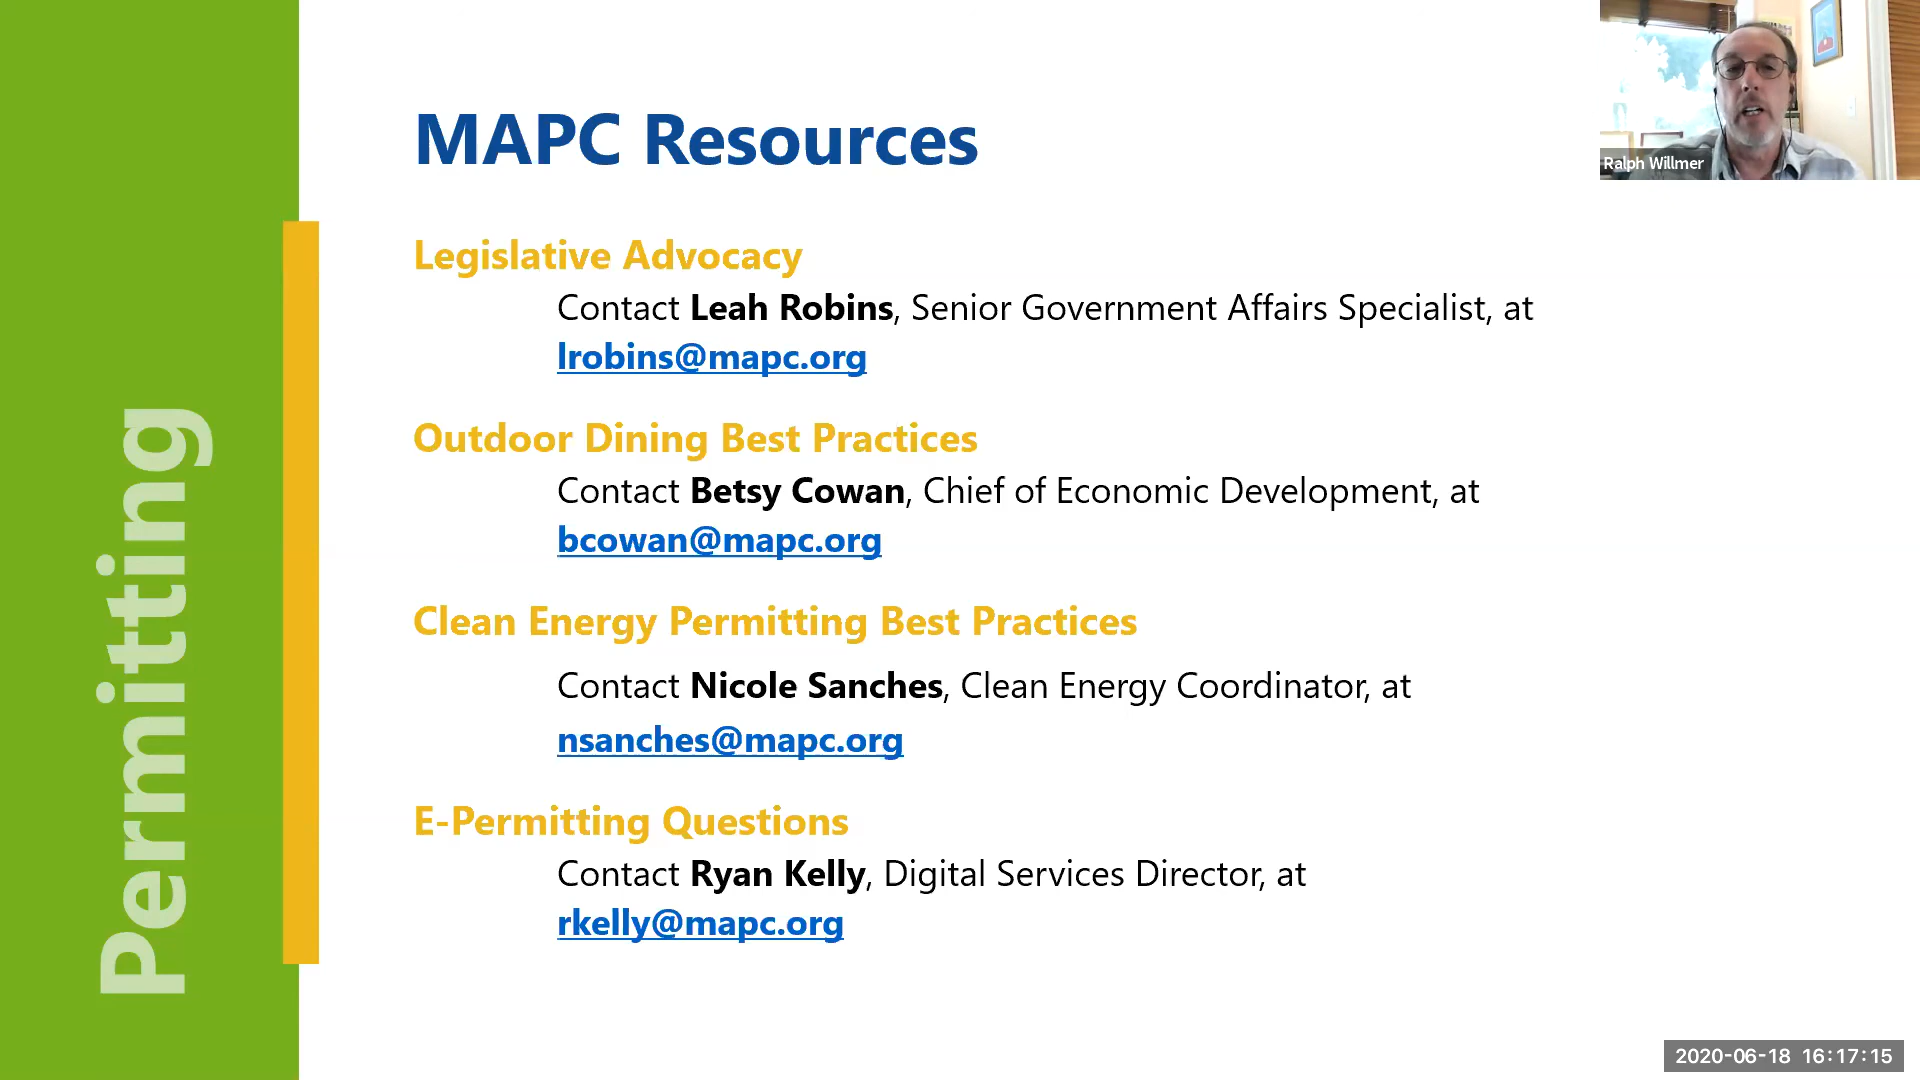 MAPC Resources
Ralph Willmer
Legislative Advocacy
Contact Leah Robins, Senior Government Affairs Specialist, at
lrobins@mapc.org
Outdoor Dining Best Practices
Contact Betsy Cowan, Chief of Economic Development, at
bcowan@mapc.org
Clean Energy Permitting Best Practices
Contact Nicole Sanches, Clean Energy Coordinator, at
nsanches@mapc.org
E-Permitting Questions
Contact Ryan Kelly, Digital Services Director, at
rkelly@mapc.org
Permitting
2020-06-18 16:17:15